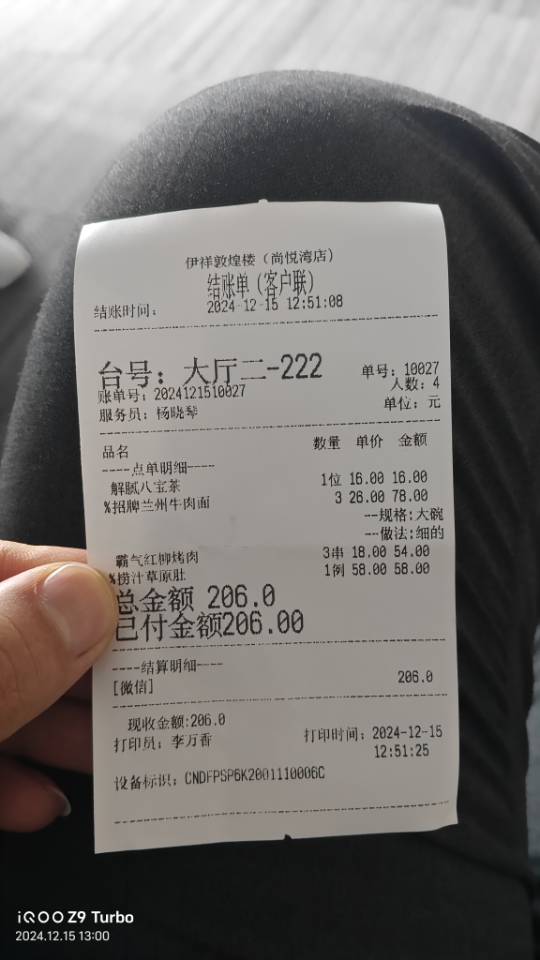 伊祥敦煌楼（尚悦湾店）
结账单（客户联）
结账时间： 2024-12-15 12:51:08
台号：大厅二-222 单号：10027
账单号：2024121510027 人数：4
服务员：杨晓琴 单位：元
品名 数量 单价 金额
----点单明细----
解腻八宝茶 1位 16.00 16.00
%招牌兰州牛肉面 3 26.00 78.00
--规格:大碗
--做法:细的
霸气红柳烤肉 3串 18.00 54.00
%捞汁草原肚 1例 58.00 58.00
总金额 206.0
已付金额206.00
----结算明细----
[微信] 206.0
现收金额:206.0
打印员：李万香 打印时间：2024-12-15
12:51:25
设备标识：CNDFPSP6K2001110006C
iQOO Z9 Turbo
2024.12.15 13:00